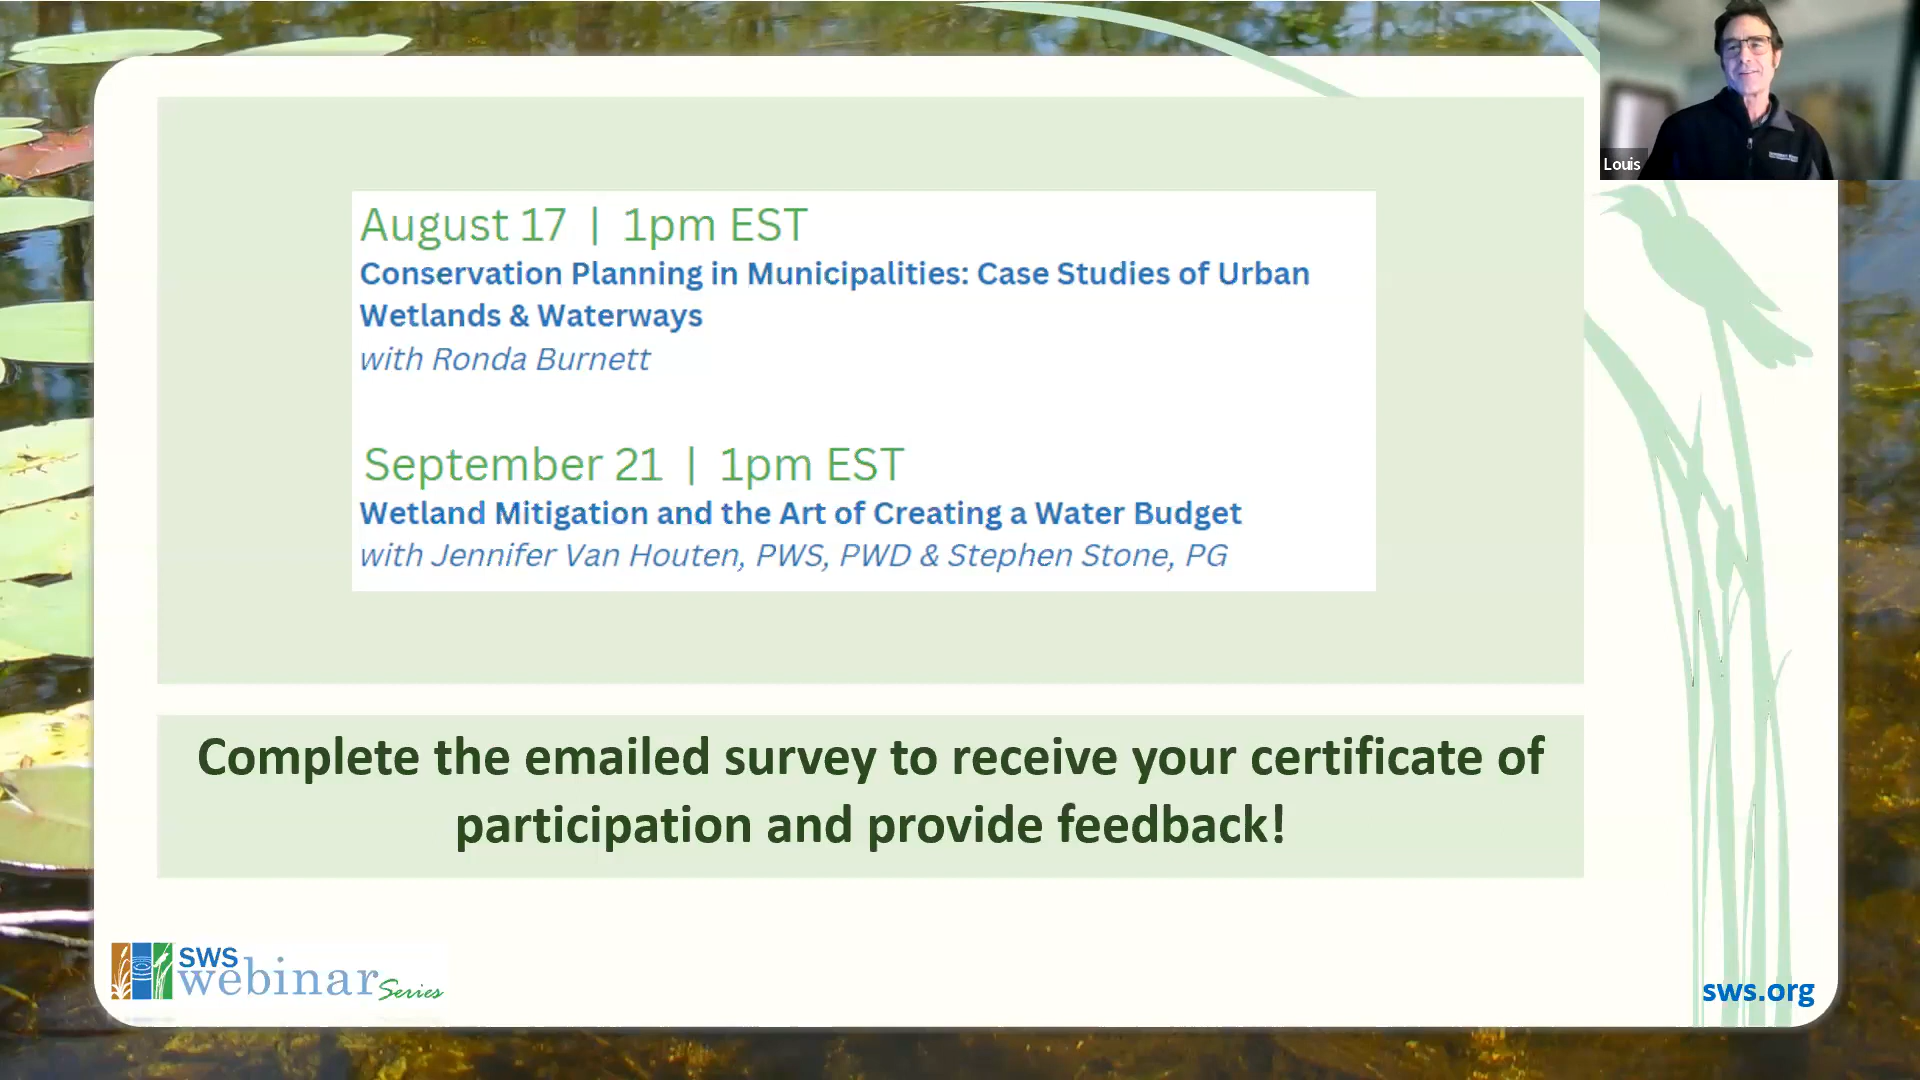 Louis
August 17 | 1pm EST
Conservation Planning in Municipalities: Case Studies of Urban
Wetlands & Waterways
with Ronda Burnett
September 21 | 1pm EST
Wetland Mitigation and the Art of Creating a Water Budget
with Jennifer Van Houten, PWS, PWD & Stephen Stone, PG
Complete the emailed survey to receive your certificate of
participation and provide feedback!
SWS
webinar Series
sws.org